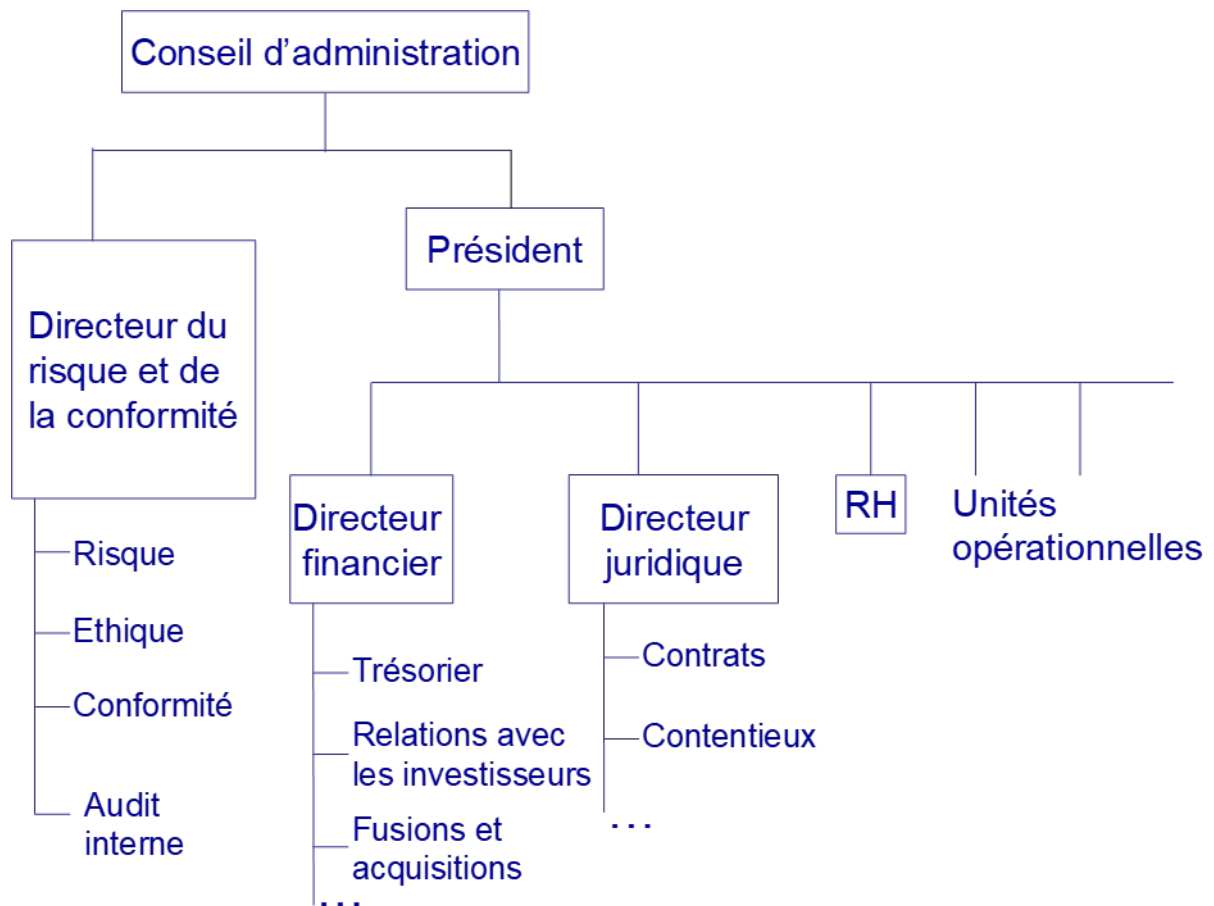 Conseil d’administration
Président
Directeur du
risque et de
la conformité
Directeur
financier
Directeur
juridique
RH
Unités
opérationnelles
Risque
Ethique
Conformité
Audit
interne
Trésorier
Relations avec
les investisseurs
Fusions et
acquisitions
...
Contrats
Contentieux
...